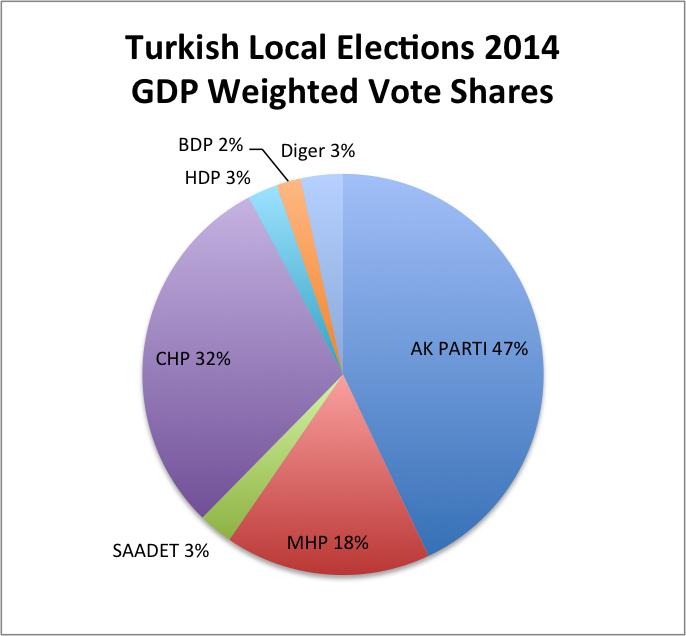 Turkish Local Elections 2014
GDP Weighted Vote Shares
BDP 2%
Diger 3%
HDP 3%
AK PARTI 47%
CHP 32%
MHP 18%
SAADET 3%